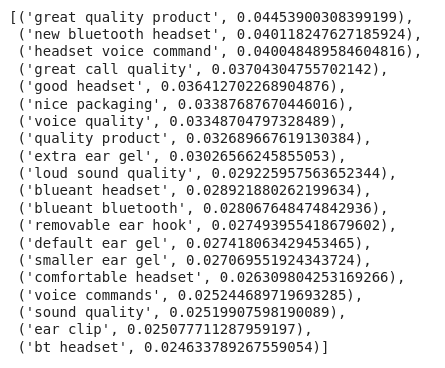 [('great quality product', 0.04453900308399199),
('new bluetooth headset', 0.040118247627185924),
('headset voice command', 0.040048489584604816),
('great call quality', 0.03704304755702142),
('good headset', 0.036412702268904876),
('nice packaging', 0.03387687670446016),
('voice quality', 0.03348704797328489),
('quality product', 0.032689667619130384),
('extra ear gel', 0.03026566245855053),
('loud sound quality', 0.029225957563652344),
('blueant headset', 0.028921880262199634),
('blueant bluetooth', 0.028067648474842936),
('removable ear hook', 0.027493955418679602),
('default ear gel', 0.027418063429453465),
('smaller ear gel', 0.027069551924343724),
('comfortable headset', 0.026309804253169266),
('voice commands', 0.025244689719693285),
('sound quality', 0.02519907598190089),
('ear clip', 0.025077711287959197),
('bt headset', 0.024633789267559054)]